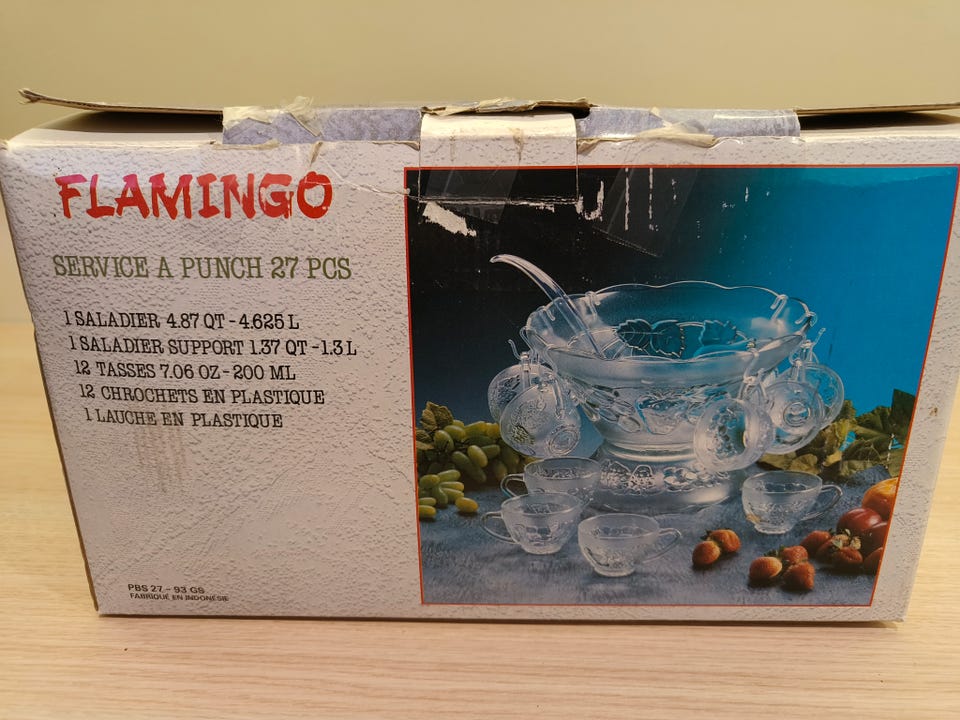 FLAMINGO
SERVICE A PUNCH 27 PCS
1 SALADIER 4.87 QT - 4.625 L
1 SALADIER SUPPORT 1.37 QT - 1.3 L
12 TASSES 7.06 OZ - 200 ML
12 CHROCHETS EN PLASTIQUE
1 LAUCHE EN PLASTIQUE
PBS 27 - 93 GS
FABRIQUÉ EN INDONÉSIE